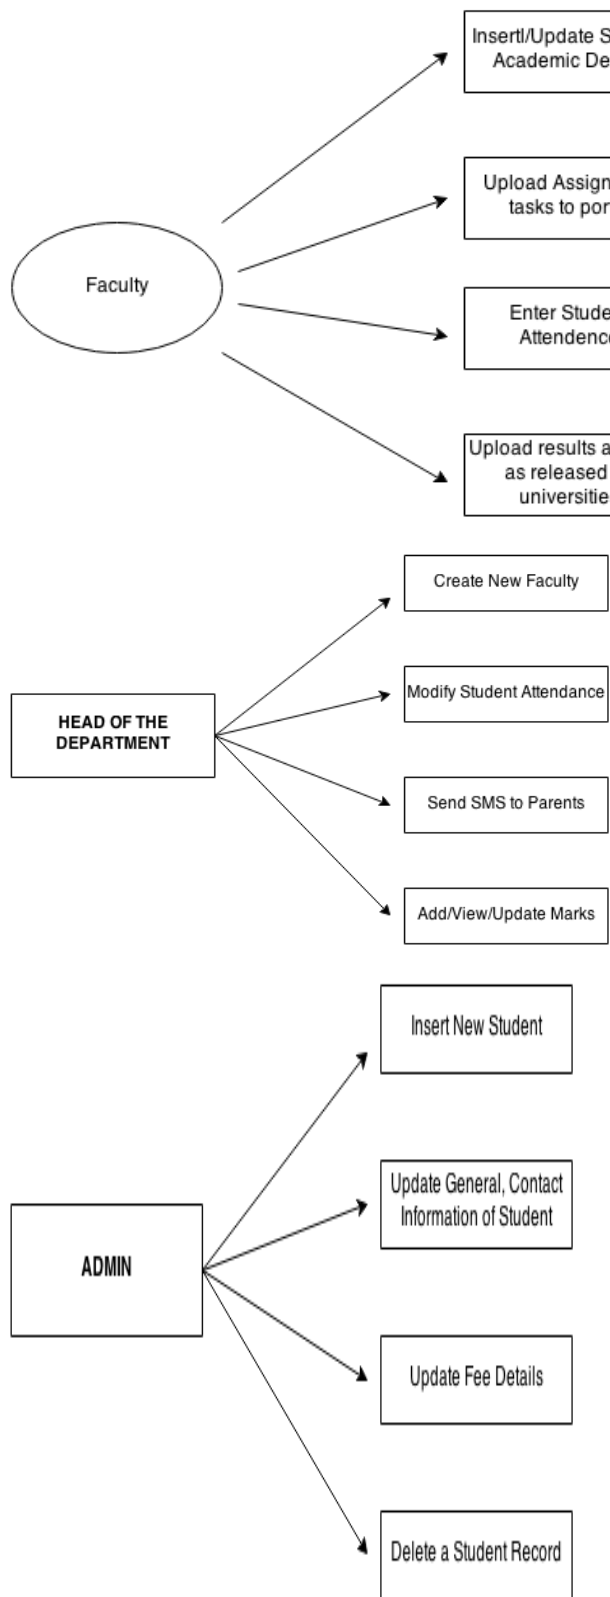 Insertl/Update S
Academic De
Upload Assign
tasks to por
Faculty
Enter Stude
Attendence
Upload results a
as released
universitie
Create New Faculty
Modify Student Attendance
HEAD OF THE
DEPARTMENT
Send SMS to Parents
Add/View/Update Marks
Insert New Student
Update General, Contact
Information of Student
ADMIN
Update Fee Details
Delete a Student Record